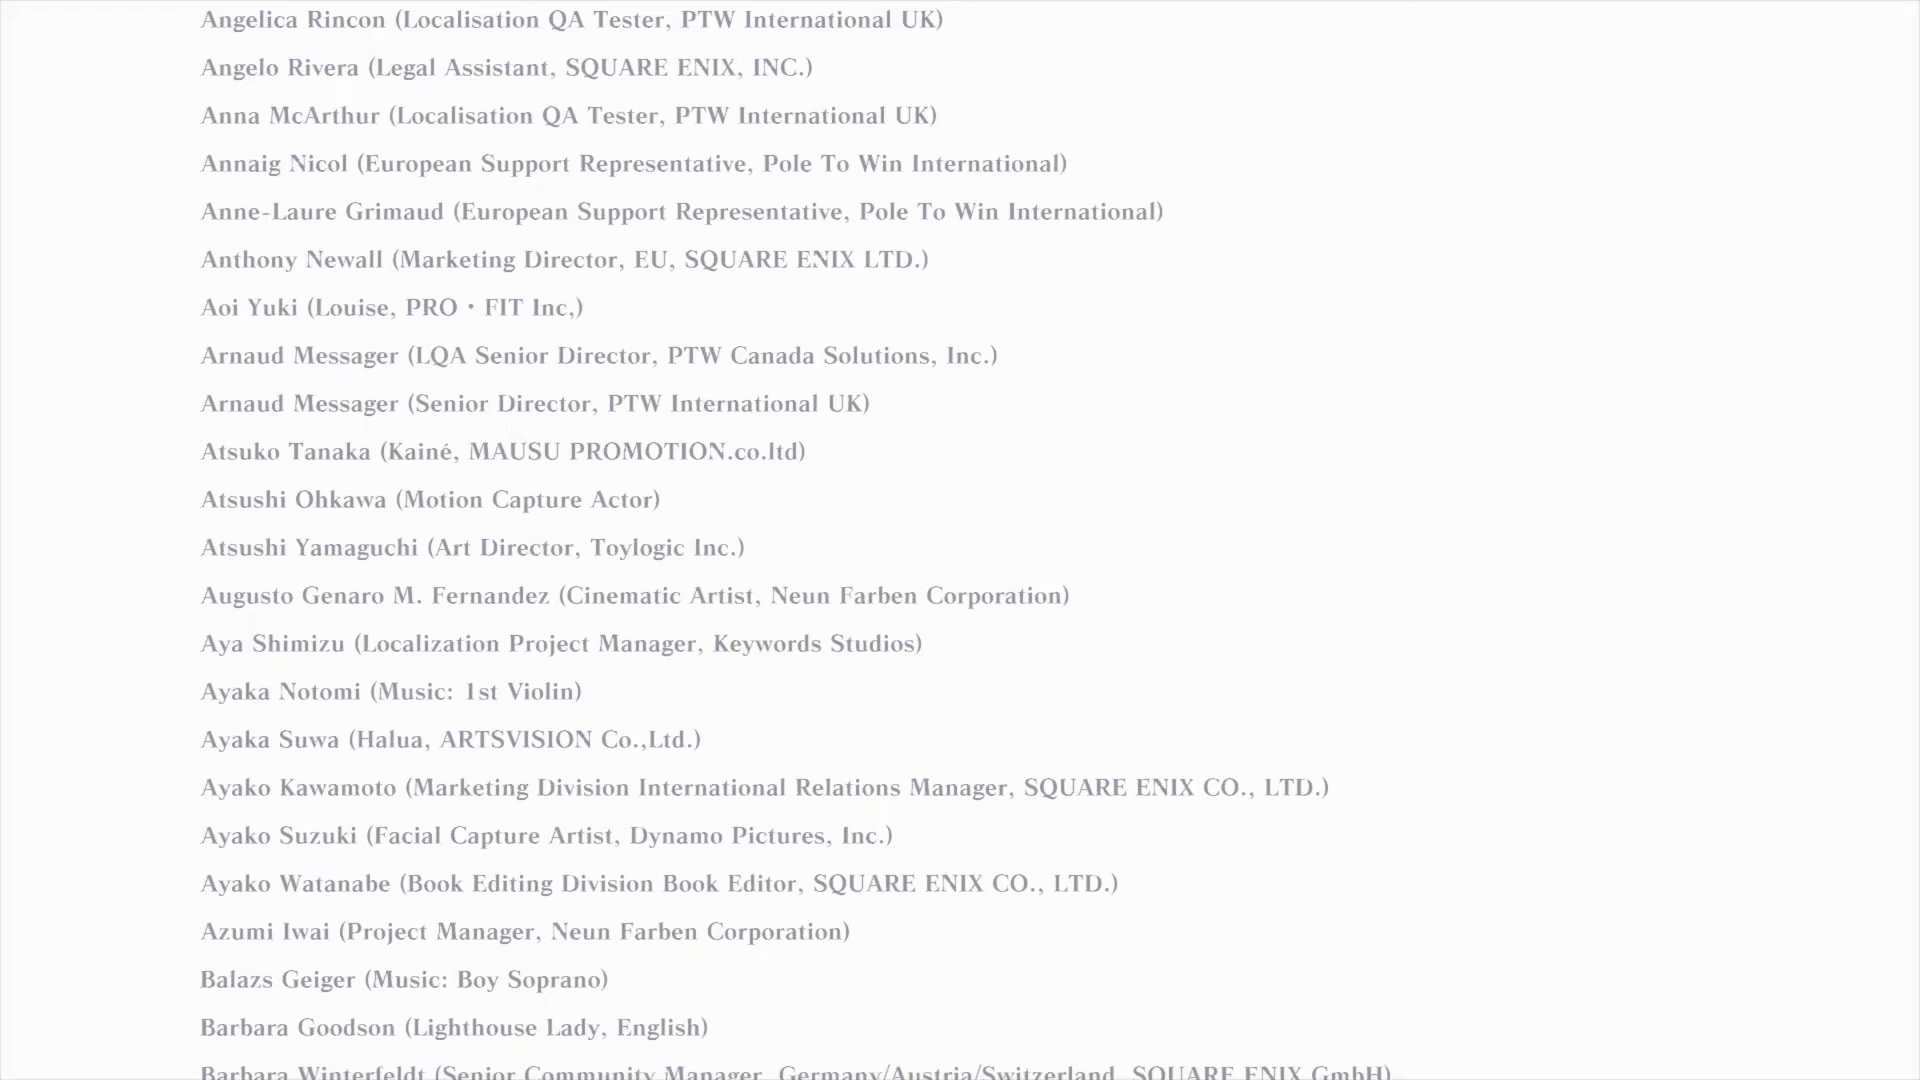 Angelica Rincon (Localisation QA Tester, PTW International UK)
Angelo Rivera (Legal Assistant, SQUARE ENIX, INC.)
Anna McArthur (Localisation QA Tester, PTW International UK)
Annaig Nicol (European Support Representative, Pole To Win International)
Anne-Laure Grimaud (European Support Representative, Pole To Win International)
Anthony Newall (Marketing Director, EU, SQUARE ENIX LTD.)
Aoi Yuki (Louise, PRO・FIT Inc,)
Arnaud Messager (LQA Senior Director, PTW Canada Solutions, Inc.)
Arnaud Messager (Senior Director, PTW International UK)
Atsuko Tanaka (Kainé, MAUSU PROMOTION.co.ltd)
Atsushi Ohkawa (Motion Capture Actor)
Atsushi Yamaguchi (Art Director, Toylogic Inc.)
Augusto Genaro M. Fernandez (Cinematic Artist, Neun Farben Corporation)
Aya Shimizu (Localization Project Manager, Keywords Studios)
Ayaka Notomi (Music: 1st Violin)
Ayaka Suwa (Halua, ARTSVISION Co.,Ltd.)
Ayako Kawamoto (Marketing Division International Relations Manager, SQUARE ENIX CO., LTD.)
Ayako Suzuki (Facial Capture Artist, Dynamo Pictures, Inc.)
Ayako Watanabe (Book Editing Division Book Editor, SQUARE ENIX CO., LTD.)
Azumi Iwai (Project Manager, Neun Farben Corporation)
Balazs Geiger (Music: Boy Soprano)
Barbara Goodson (Lighthouse Lady, English)
Barbara Winterfeldt (Senior Community Manager, Germany/Austria/Switzerland, SQUARE ENIX GmbH)